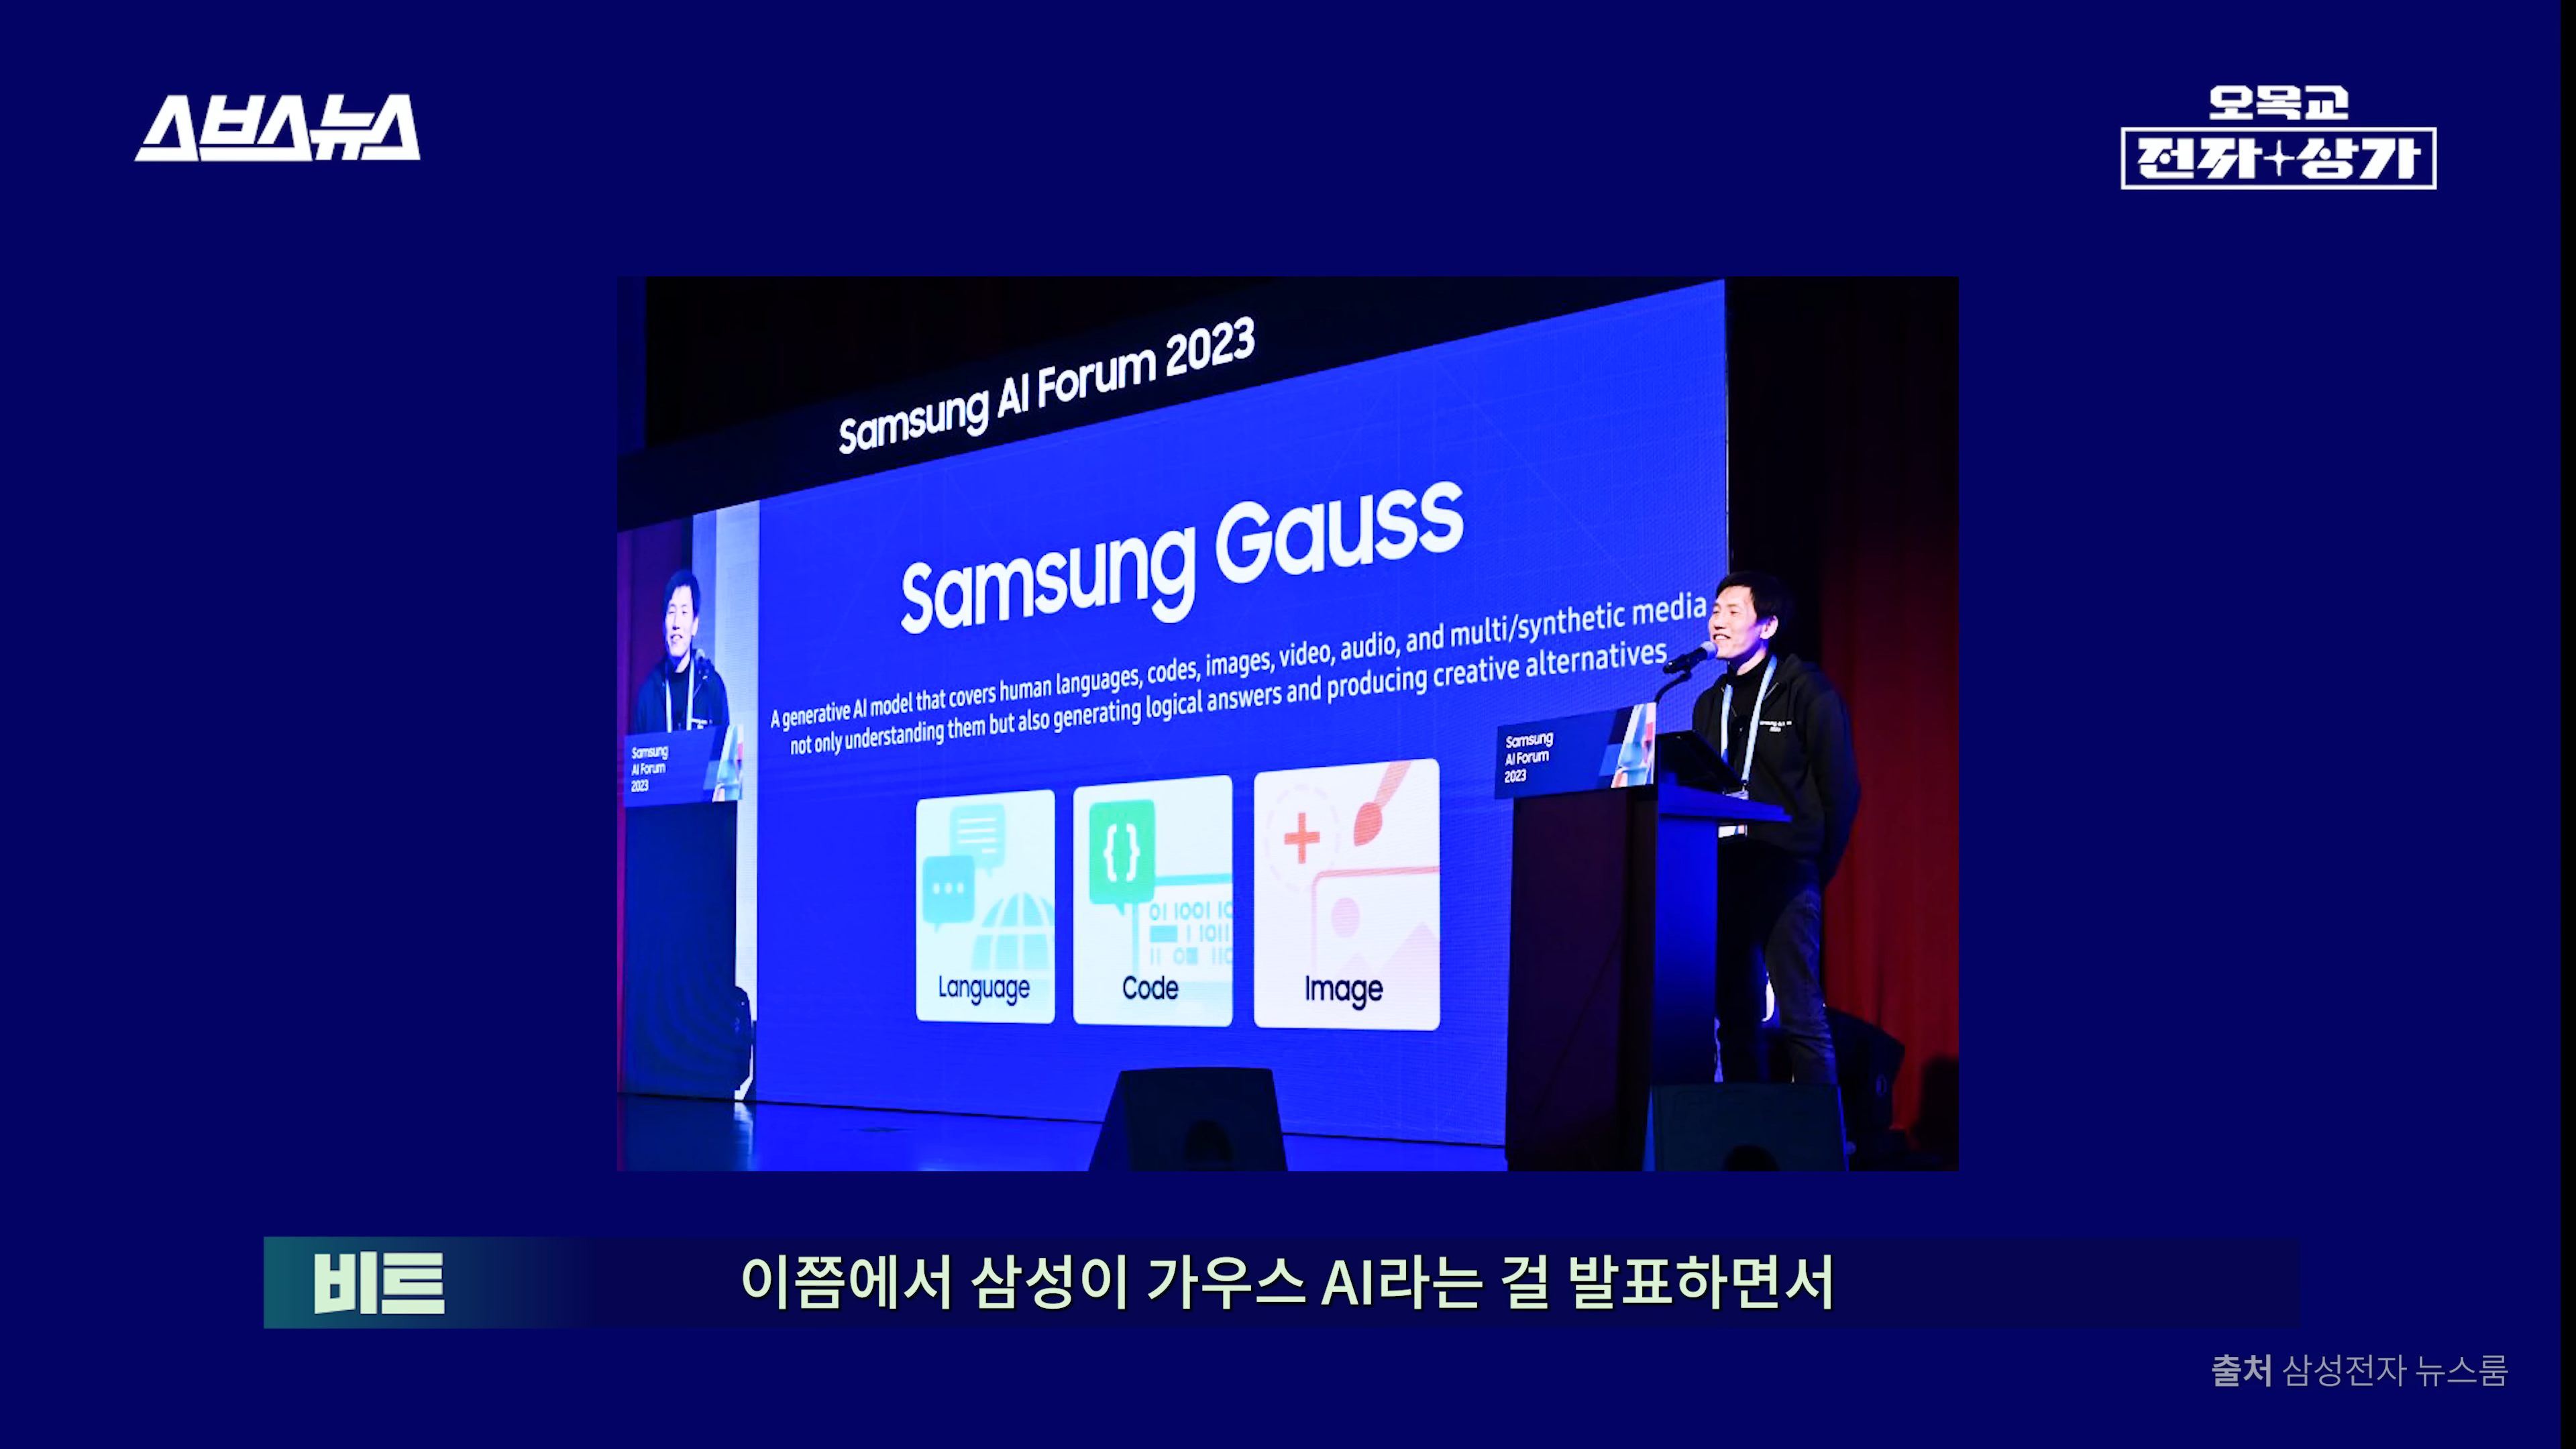 스브스뉴스
오목교
전자상가
Samsung AI Forum 2023
Samsung Gauss
A generative AI model that covers human languages, codes, images, video, audio, and multi/synthetic media
not only understanding them but also generating logical answers and producing creative alternatives
Samsung
AI Forum
2023
Samsung
AI Forum
2023
Language
Code
Image
비트
이쯤에서 삼성이 가우스 AI라는 걸 발표하면서
출처 삼성전자 뉴스룸